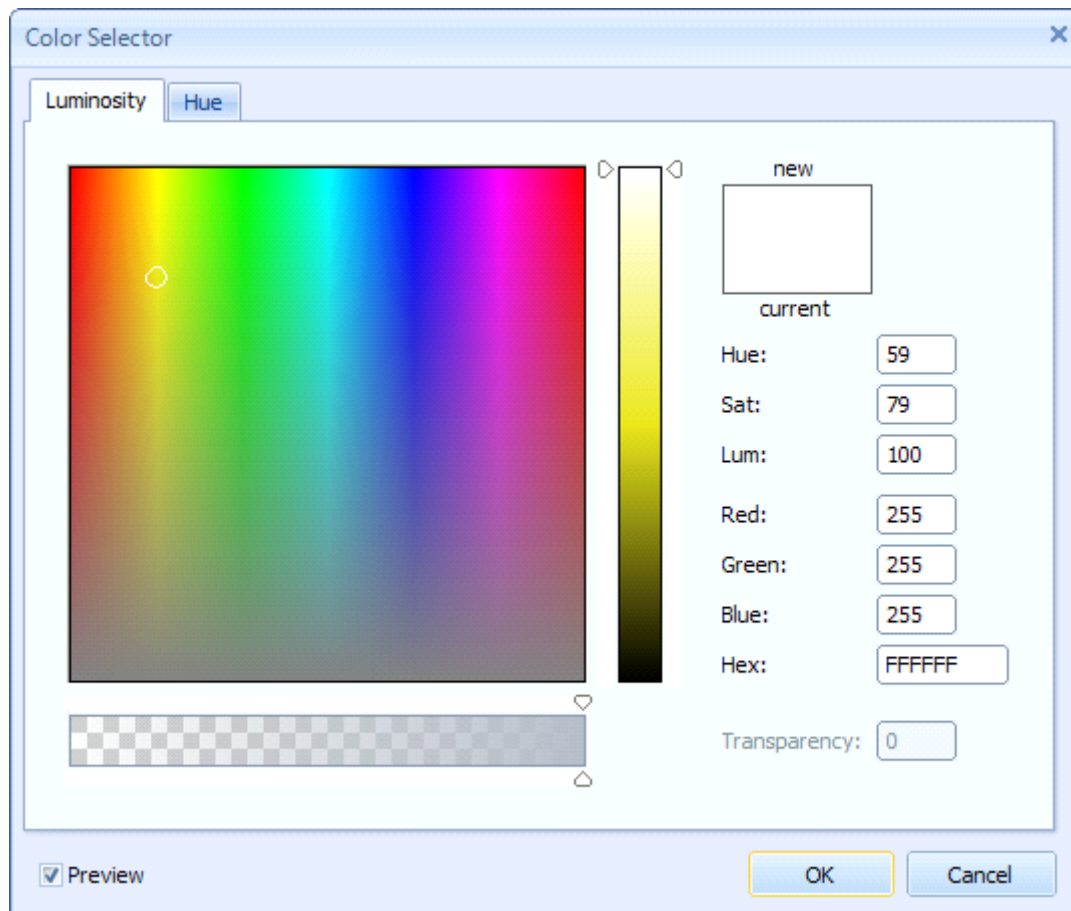 Color Selector
Luminosity Hue
new
current
Hue: 59
Sat: 79
Lum: 100
Red: 255
Green: 255
Blue: 255
Hex: FFFFFF
Transparency: 0
Preview OK Cancel